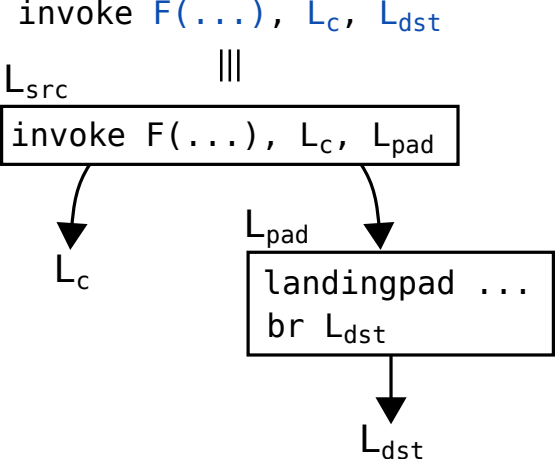 invoke F(...), Lc, Ldst
|||
Lsrc
invoke F(...), Lc, Lpad
Lpad
Lc
landingpad ...
br Ldst
Ldst